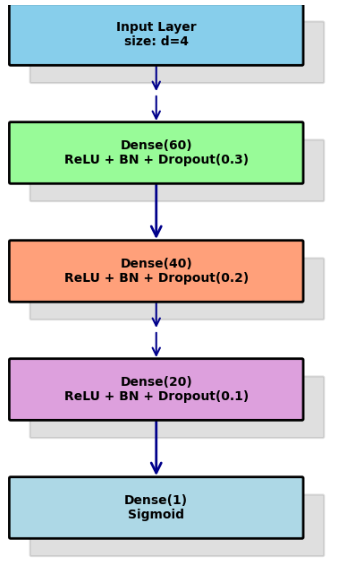 Input Layer
size: d=4
Dense(60)
ReLU + BN + Dropout(0.3)
Dense(40)
ReLU + BN + Dropout(0.2)
Dense(20)
ReLU + BN + Dropout(0.1)
Dense(1)
Sigmoid